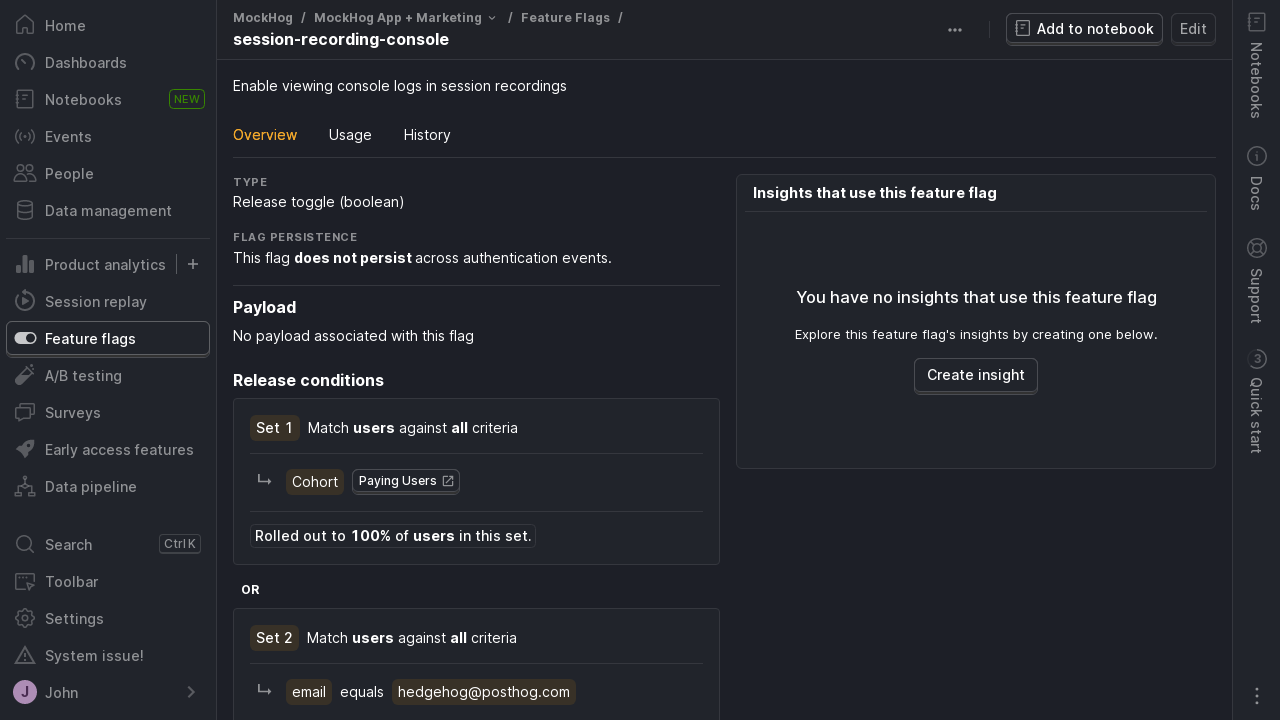 Home
Dashboards
Notebooks NEW
Events
People
Data management
Product analytics
Session replay
Feature flags
A/B testing
Surveys
Early access features
Data pipeline
Search Ctrl K
Toolbar
Settings
System issue!
J John
MockHog / MockHog App + Marketing / Feature Flags /
session-recording-console
Add to notebook
Edit
Enable viewing console logs in session recordings
Overview Usage History
TYPE
Release toggle (boolean)
FLAG PERSISTENCE
This flag does not persist across authentication events.
Payload
No payload associated with this flag
Release conditions
Set 1 Match users against all criteria
Cohort Paying Users
Rolled out to 100% of users in this set.
OR
Set 2 Match users against all criteria
email equals hedgehog@posthog.com
Insights that use this feature flag
You have no insights that use this feature flag
Explore this feature flag's insights by creating one below.
Create insight
Notebooks
Docs
Support
3 Quick start